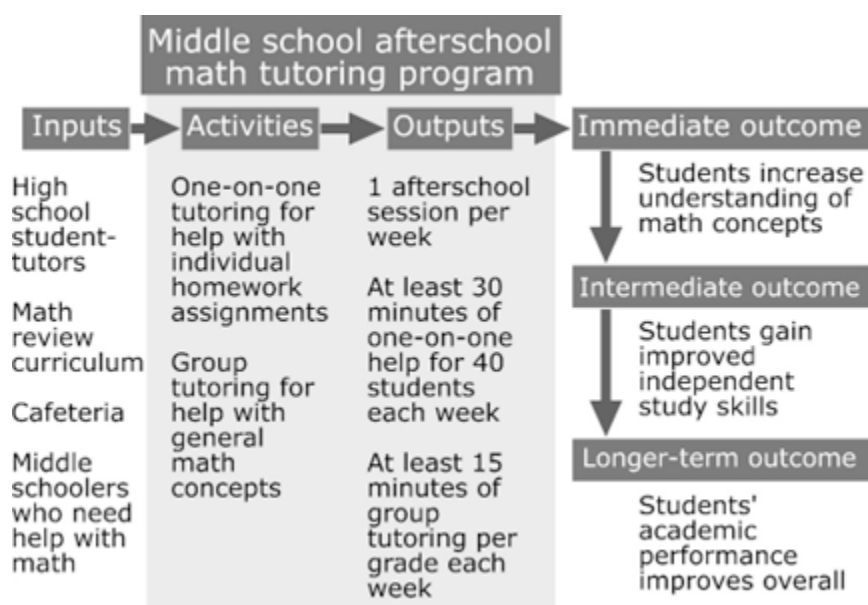 Middle school afterschool
math tutoring program
Inputs
Activities
Outputs
Immediate outcome
High
school
student-
tutors
Math
review
curriculum
Cafeteria
Middle
schoolers
who need
help with
math
One-on-one
tutoring for
help with
individual
homework
assignments
Group
tutoring for
help with
general
math
concepts
1 afterschool
session per
week
At least 30
minutes of
one-on-one
help for 40
students
each week
At least 15
minutes of
group
tutoring per
grade each
week
Students increase
understanding of
math concepts
Intermediate outcome
Students gain
improved
independent
study skills
Longer-term outcome
Students'
academic
performance
improves overall